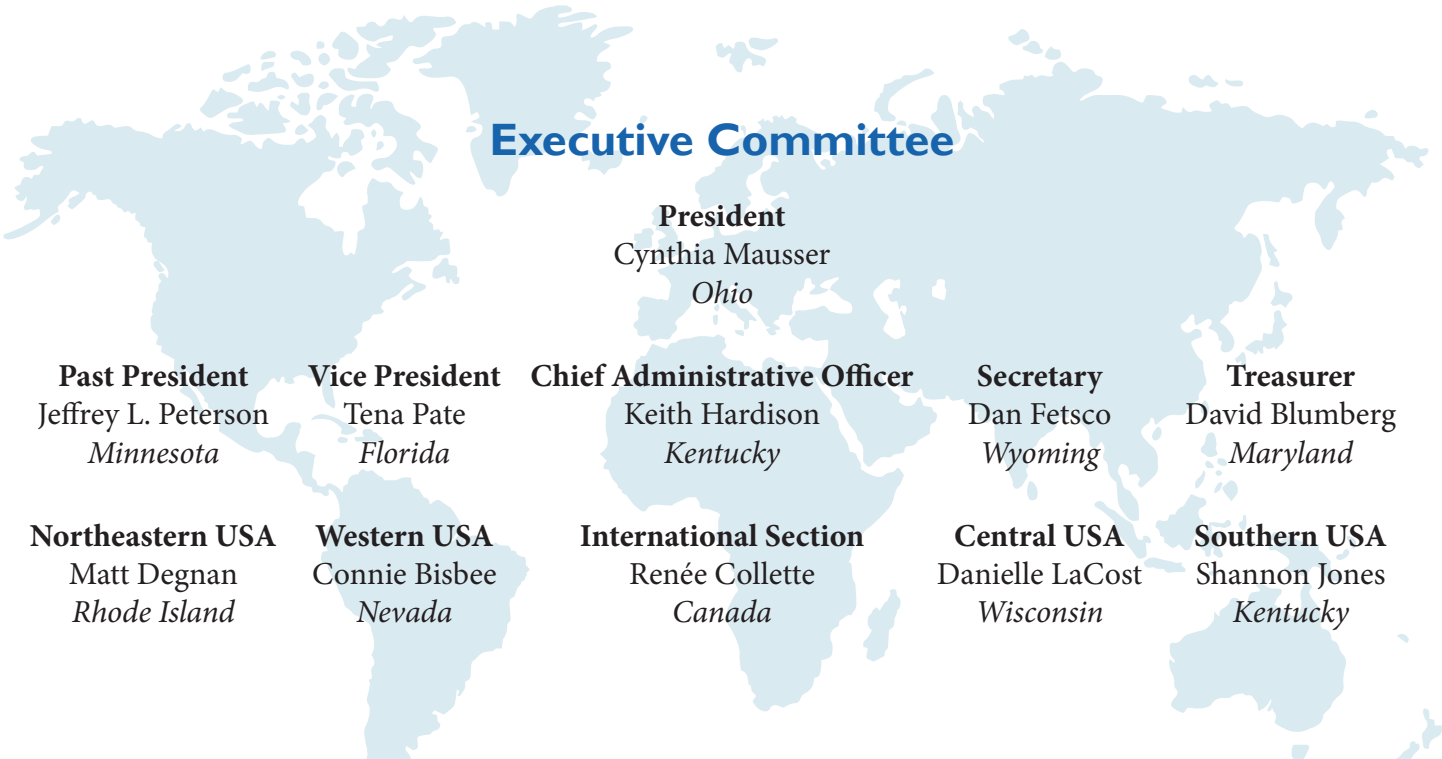 Executive Committee
President
Cynthia Mausser
Ohio
Past President
Jeffrey L. Peterson
Minnesota
Vice President
Tena Pate
Florida
Chief Administrative Officer
Keith Hardison
Kentucky
Secretary
Dan Fetsco
Wyoming
Treasurer
David Blumberg
Maryland
Northeastern USA
Matt Degnan
Rhode Island
Western USA
Connie Bisbee
Nevada
International Section
Renée Collette
Canada
Central USA
Danielle LaCost
Wisconsin
Southern USA
Shannon Jones
Kentucky